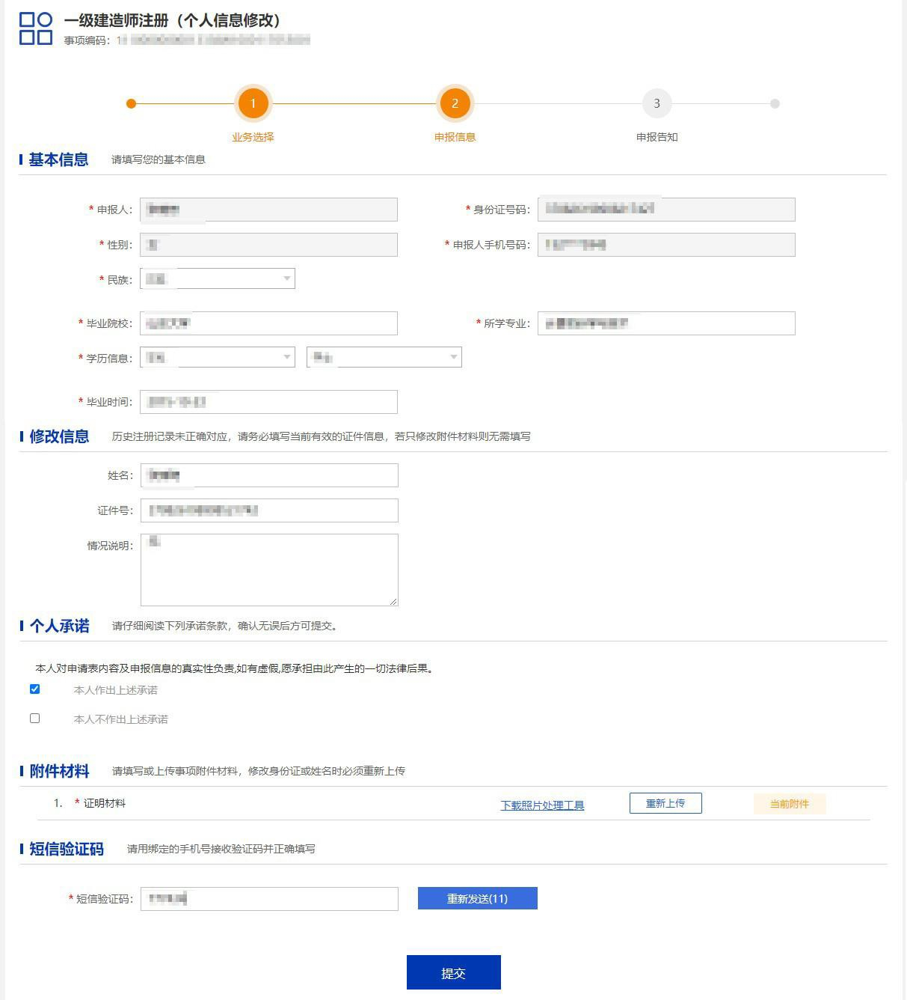 一级建造师注册（个人信息修改）
事项编码：1
1
2
3
业务选择
申报信息
申报告知
基本信息 请填写您的基本信息
* 申报人： * 身份证号码：
* 性别： * 申报人手机号码：
* 民族：
* 毕业院校： * 所学专业：
* 学历信息：
* 毕业时间：
修改信息 历史注册记录未正确对应，请务必填写当前有效的证件信息，若只修改附件材料则无需填写
姓名：
证件号：
情况说明：
个人承诺 请仔细阅读下列承诺条款，确认无误后方可提交。
本人对申请表内容及申报信息的真实性负责,如有虚假,愿承担由此产生的一切法律后果。
本人作出上述承诺
本人不作出上述承诺
附件材料 请填写或上传事项附件材料，修改身份证或姓名时必须重新上传
1. * 证明材料 下载照片处理工具 重新上传 当前附件
短信验证码 请用绑定的手机号接收验证码并正确填写
* 短信验证码： 重新发送(11)
提交